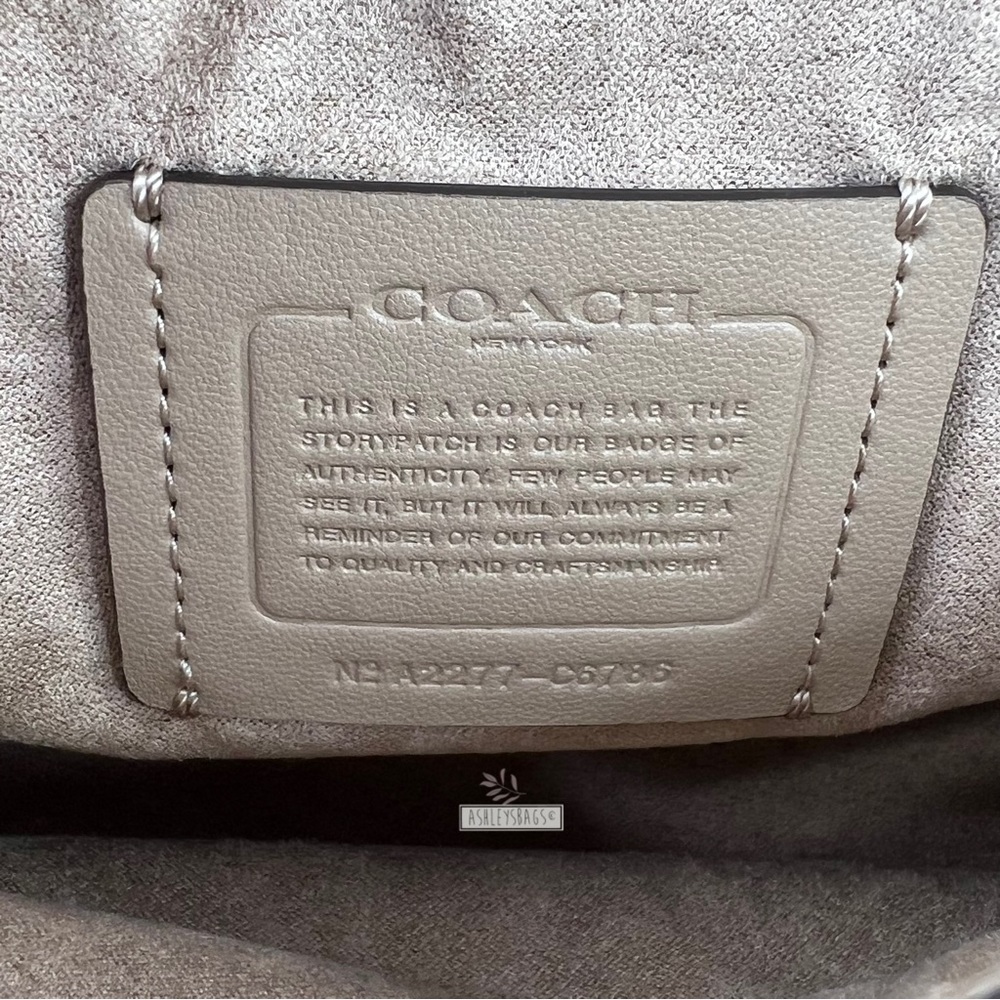 COACH
NEW YORK
THIS IS A COACH BAG. THE
STORYPATCH IS OUR BADGE OF
AUTHENTICITY. FEW PEOPLE MAY
SEE IT, BUT IT WILL ALWAYS BE A
REMINDER OF OUR COMMITMENT
TO QUALITY AND CRAFTSMANSHIP.
Nº A2277-C6786
ASHLEYSBAGS©